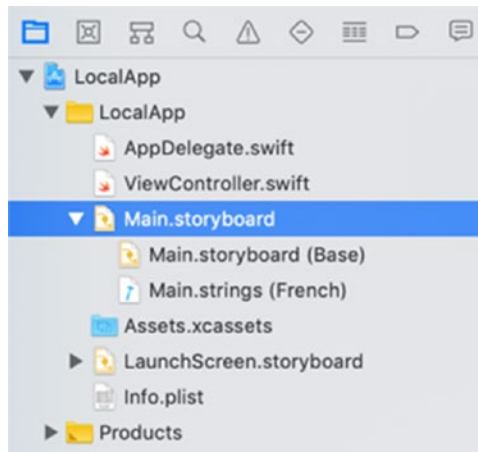 LocalApp
LocalApp
AppDelegate.swift
ViewController.swift
Main.storyboard
Main.storyboard (Base)
Main.strings (French)
Assets.xcassets
LaunchScreen.storyboard
Info.plist
Products